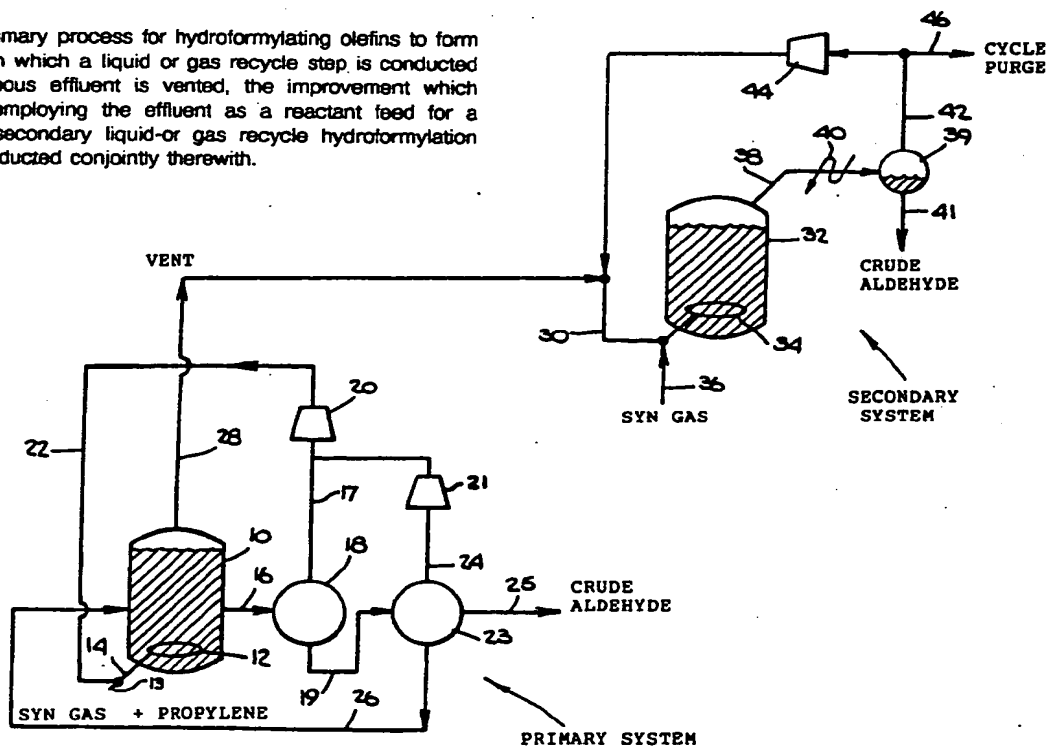 mary process for hydroformylating olefins to form
n which a liquid or gas recycle step is conducted
ous effluent is vented, the improvement which
employing the effluent as a reactant feed for a
secondary liquid-or gas recycle hydroformylation
ducted conjointly therewith.
46
CYCLE
PURGE
44
42
40
39
38
41
32
CRUDE
ALDEHYDE
VENT
30
34
36
SYN GAS
SECONDARY
SYSTEM
20
22
28
21
17
10
18
24
16
25
CRUDE
ALDEHYDE
14
12
23
13
19
SYN GAS + PROPYLENE
26
PRIMARY SYSTEM